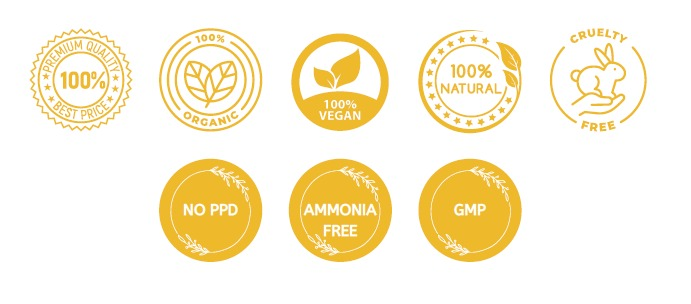 PREMIUM QUALITY
100%
BEST PRICE
100%
ORGANIC
100%
VEGAN
100%
NATURAL
CRUELTY
FREE
NO PPD
AMMONIA
FREE
GMP